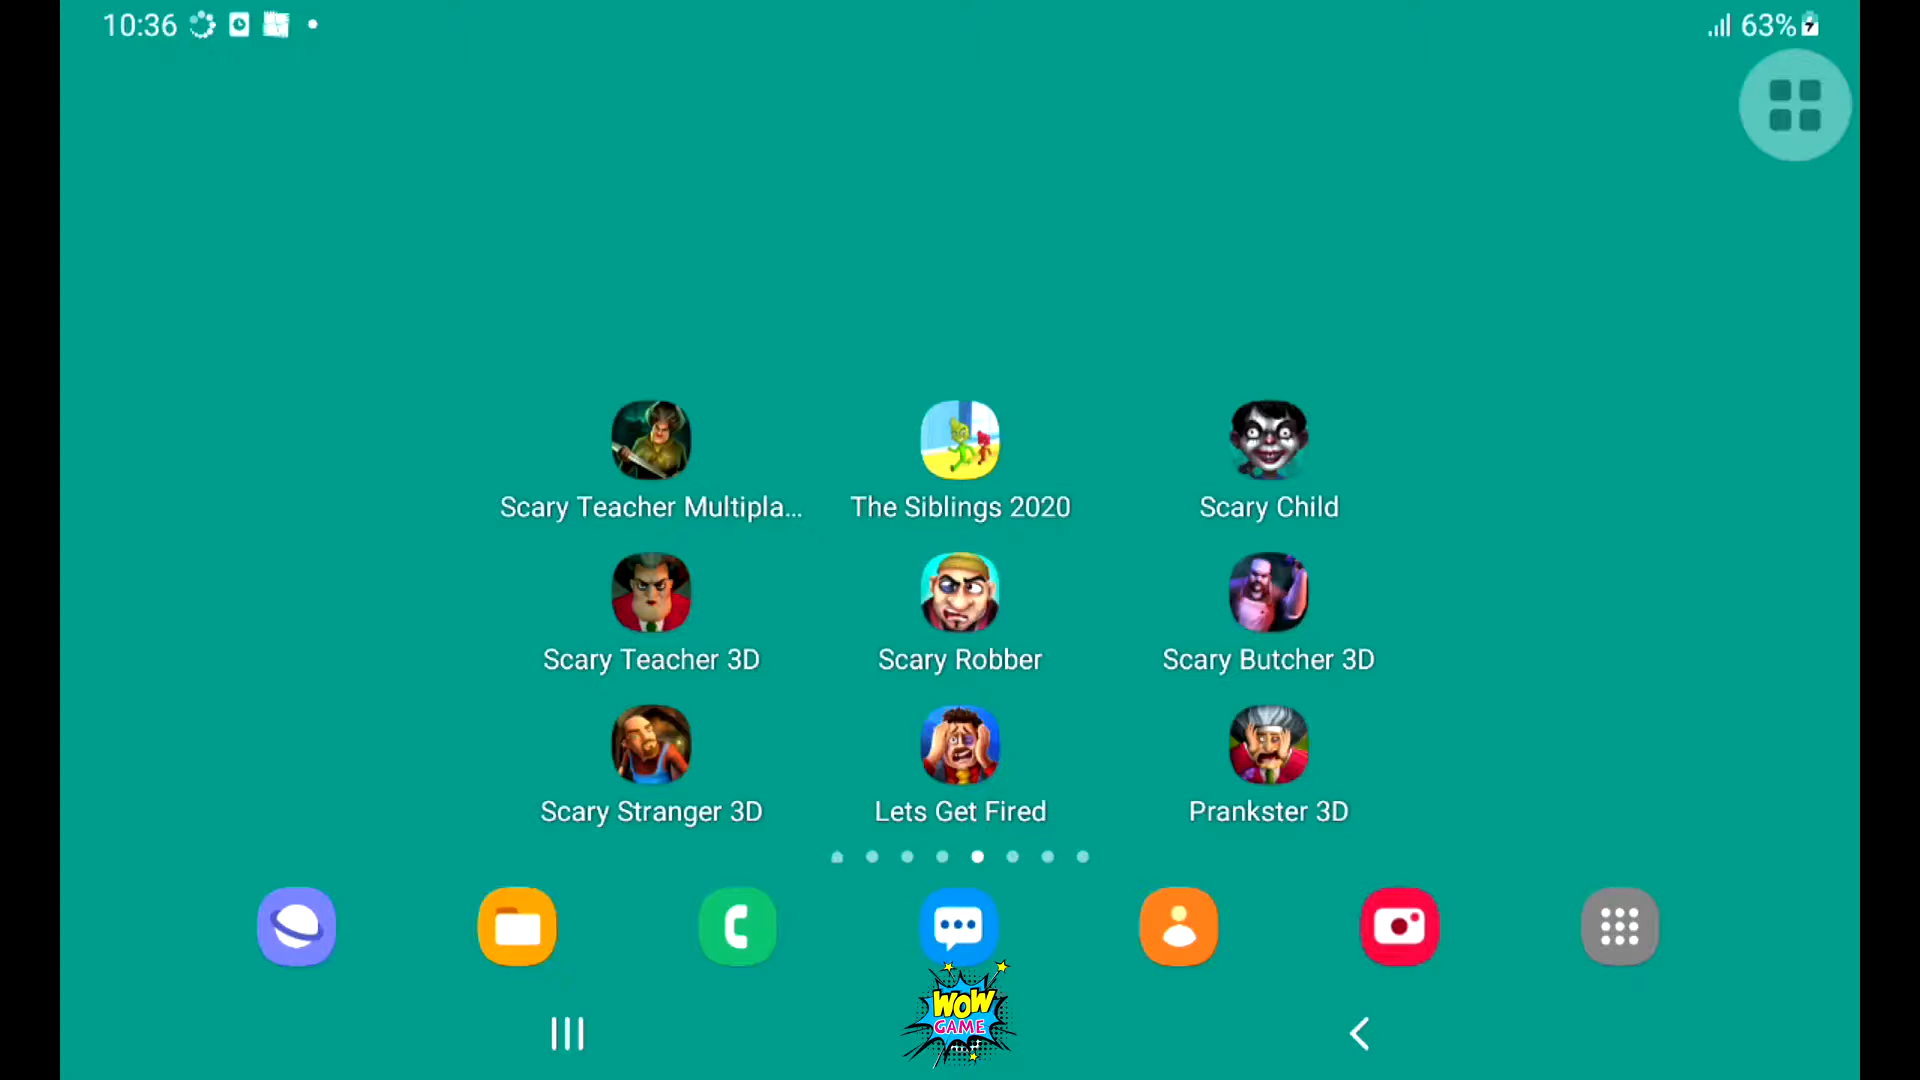 10:36
63%
Scary Teacher Multipla...
The Siblings 2020
Scary Child
Scary Teacher 3D
Scary Robber
Scary Butcher 3D
Scary Stranger 3D
Lets Get Fired
Prankster 3D
WOW
GAME